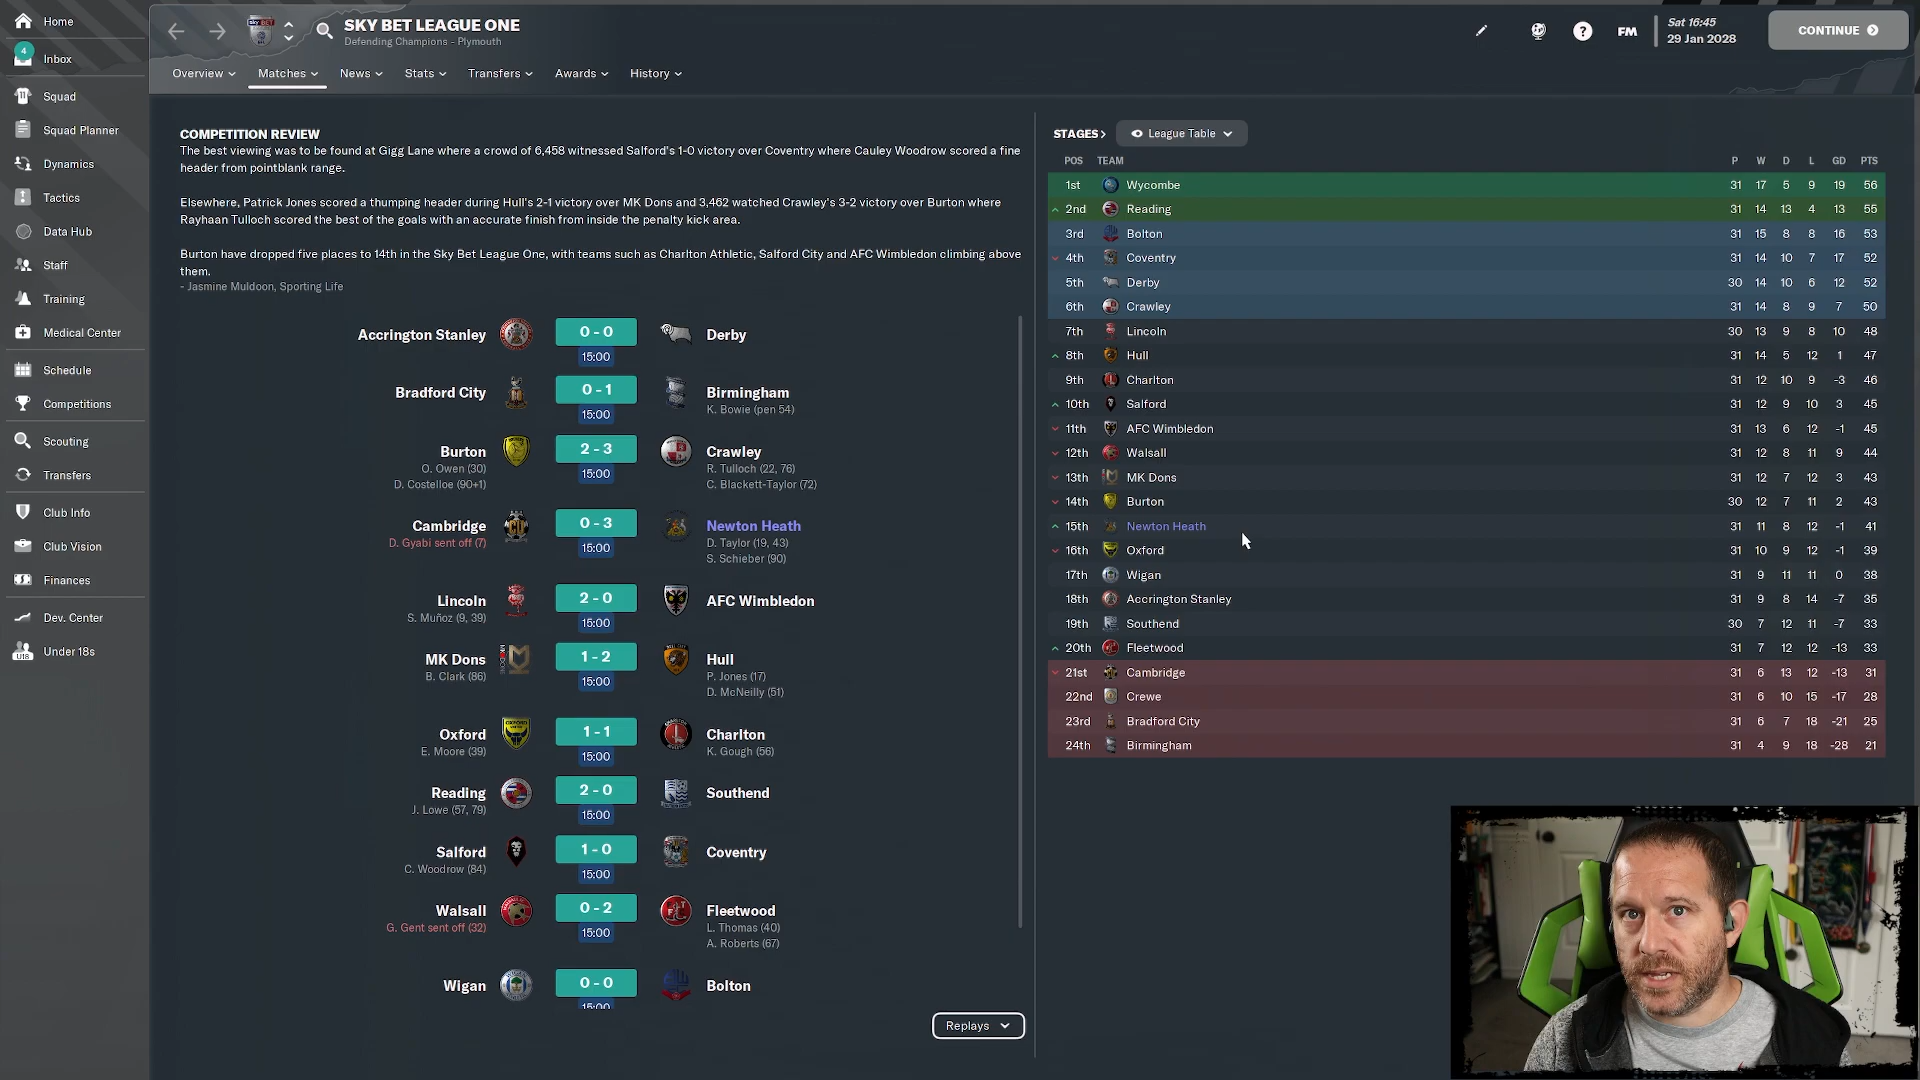 Home
4
Inbox
Squad
Squad Planner
Dynamics
Tactics
Data Hub
Staff
Training
Medical Center
Schedule
Competitions
Scouting
Transfers
Club Info
Club Vision
Finances
Dev. Center
U18
Under 18s
SKY BET LEAGUE ONE
Defending Champions - Plymouth
FM
Sat 16:45
29 Jan 2028
CONTINUE
Overview Matches News Stats Transfers Awards History
COMPETITION REVIEW
The best viewing was to be found at Gigg Lane where a crowd of 6,458 witnessed Salford's 1-0 victory over Coventry where Cauley Woodrow scored a fine
header from pointblank range.
Elsewhere, Patrick Jones scored a thumping header during Hull's 2-1 victory over MK Dons and 3,462 watched Crawley's 3-2 victory over Burton where
Rayhaan Tulloch scored the best of the goals with an accurate finish from inside the penalty kick area.
Burton have dropped five places to 14th in the Sky Bet League One, with teams such as Charlton Athletic, Salford City and AFC Wimbledon climbing above
them.
- Jasmine Muldoon, Sporting Life
Accrington Stanley 0 - 0 Derby
15:00
Bradford City 0 - 1 Birmingham
15:00 K. Bowie (pen 54)
Burton 2 - 3 Crawley
O. Owen (30) 15:00 R. Tulloch (22, 76)
D. Costelloe (90+1) C. Blackett-Taylor (72)
Cambridge 0 - 3 Newton Heath
D. Gyabi sent off (7) 15:00 D. Taylor (19, 43)
S. Schieber (90)
Lincoln 2 - 0 AFC Wimbledon
S. Muñoz (9, 39) 15:00
MK Dons 1 - 2 Hull
B. Clark (86) 15:00 P. Jones (17)
D. McNeilly (51)
Oxford 1 - 1 Charlton
E. Moore (39) 15:00 K. Gough (56)
Reading 2 - 0 Southend
J. Lowe (57, 79) 15:00
Salford 1 - 0 Coventry
C. Woodrow (84) 15:00
Walsall 0 - 2 Fleetwood
G. Gent sent off (32) 15:00 L. Thomas (40)
A. Roberts (67)
Wigan 0 - 0 Bolton
15:00
Replays
STAGES League Table
POS TEAM P W D L GD PTS
1st Wycombe 31 17 5 9 19 56
2nd Reading 31 14 13 4 13 55
3rd Bolton 31 15 8 8 16 53
4th Coventry 31 14 10 7 17 52
5th Derby 30 14 10 6 12 52
6th Crawley 31 14 8 9 7 50
7th Lincoln 30 13 9 8 10 48
8th Hull 31 14 5 12 1 47
9th Charlton 31 12 10 9 -3 46
10th Salford 31 12 9 10 3 45
11th AFC Wimbledon 31 13 6 12 -1 45
12th Walsall 31 12 8 11 9 44
13th MK Dons 31 12 7 12 3 43
14th Burton 30 12 7 11 2 43
15th Newton Heath 31 11 8 12 -1 41
16th Oxford 31 10 9 12 -1 39
17th Wigan 31 9 11 11 0 38
18th Accrington Stanley 31 9 8 14 -7 35
19th Southend 30 7 12 11 -7 33
20th Fleetwood 31 7 12 12 -13 33
21st Cambridge 31 6 13 12 -13 31
22nd Crewe 31 6 10 15 -17 28
23rd Bradford City 31 6 7 18 -21 25
24th Birmingham 31 4 9 18 -28 21